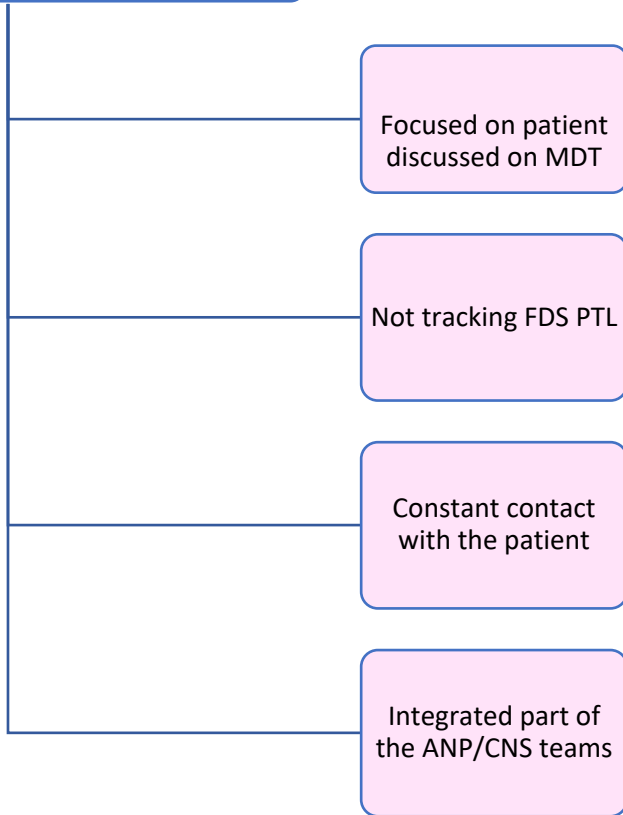 Focused on patient
discussed on MDT
Not tracking FDS PTL
Constant contact
with the patient
Integrated part of
the ANP/CNS teams